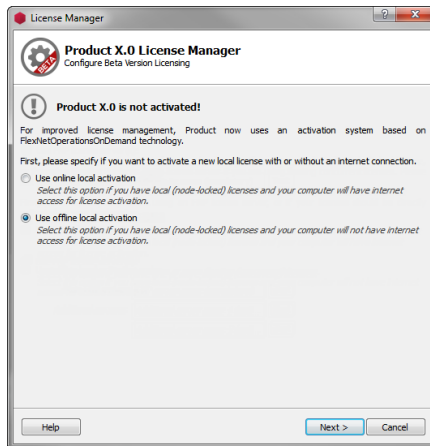 License Manager
Product X.0 License Manager
Configure Beta Version Licensing
BETA
Product X.0 is not activated!
For improved license management, Product now uses an activation system based on
FlexNetOperationsOnDemand technology.
First, please specify if you want to activate a new local license with or without an internet connection.
Use online local activation
Select this option if you have local (node-locked) licenses and your computer will have internet
access for license activation.
Use offline local activation
Select this option if you have local (node-locked) licenses and your computer will not have internet
access for license activation.
Help
Next >
Cancel